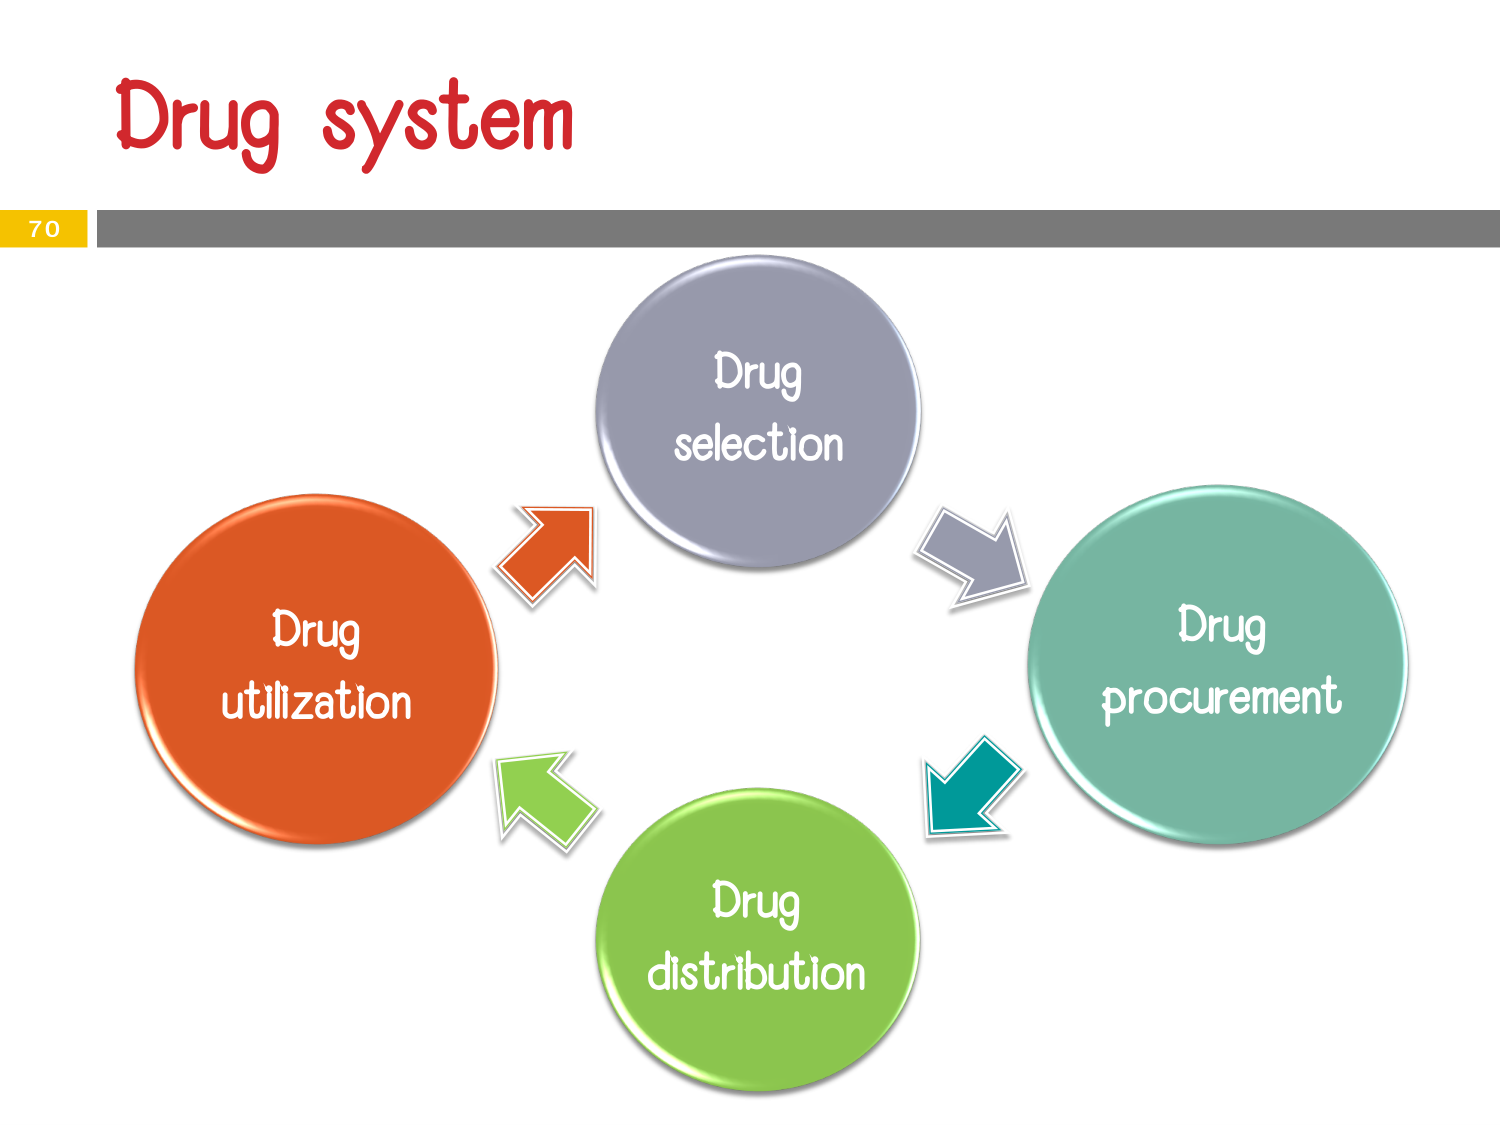 Drug system
70
Drug
selection
Drug
procurement
Drug
distribution
Drug
utilization